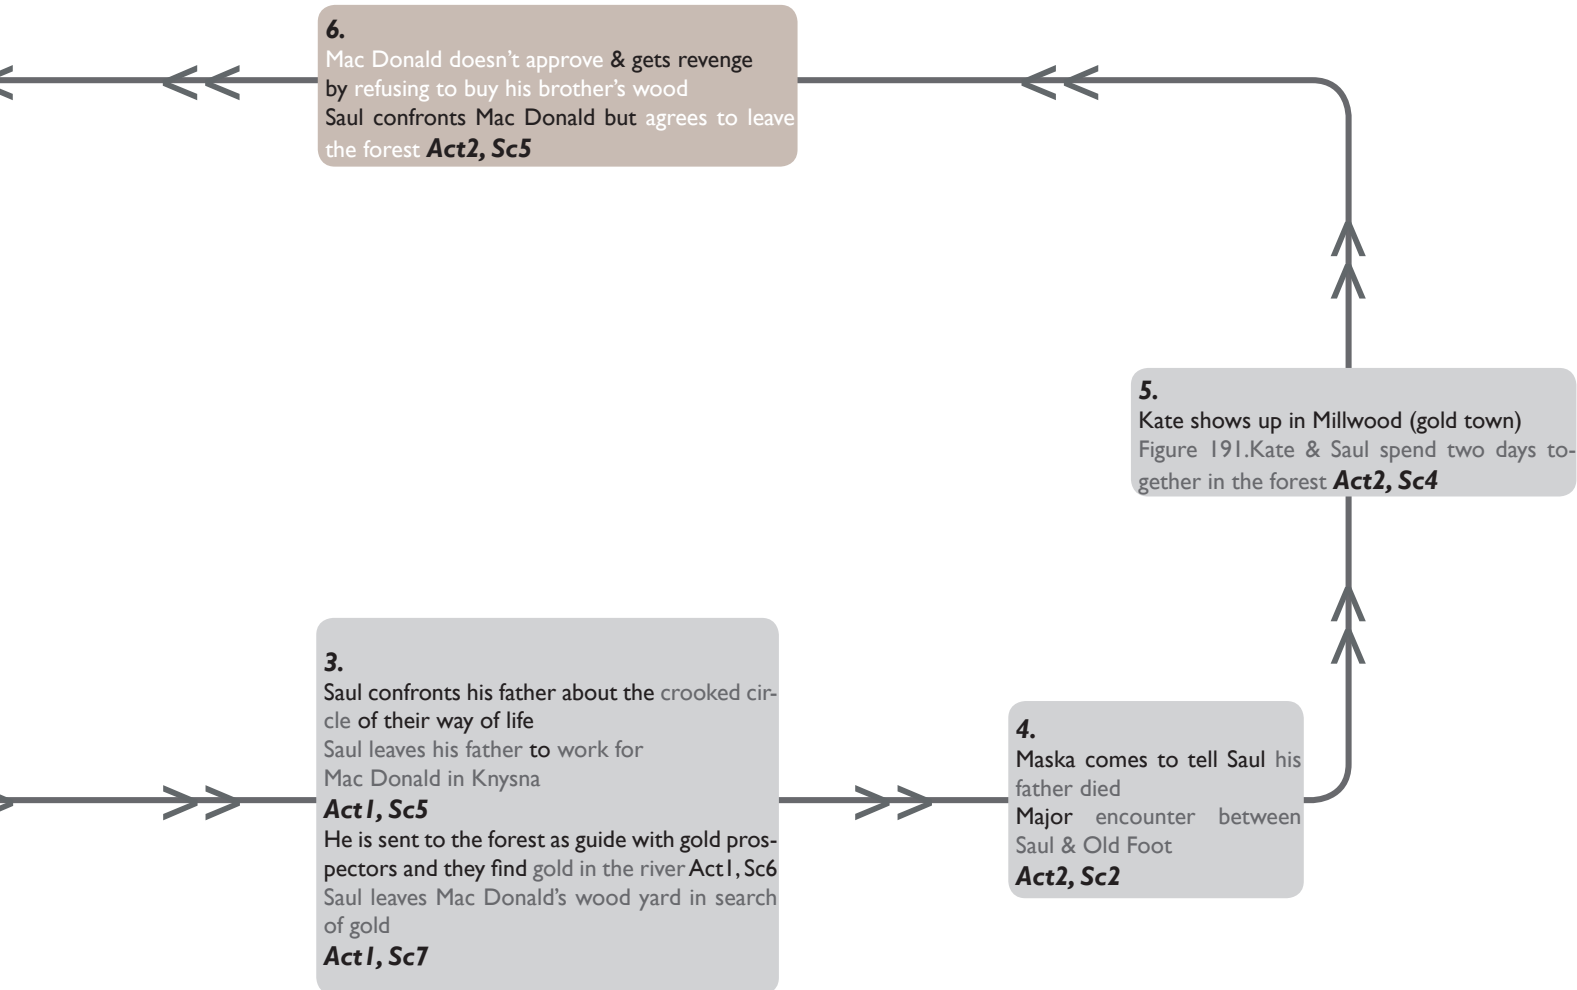 6.
Mac Donald doesn't approve & gets revenge
by refusing to buy his brother's wood
Saul confronts Mac Donald but agrees to leave
the forest Act2, Sc5
5.
Kate shows up in Millwood (gold town)
Figure 191.Kate & Saul spend two days to-
gether in the forest Act2, Sc4
3.
Saul confronts his father about the crooked cir-
cle of their way of life
Saul leaves his father to work for
Mac Donald in Knysna
Act1, Sc5
He is sent to the forest as guide with gold pros-
pectors and they find gold in the river Act1, Sc6
Saul leaves Mac Donald's wood yard in search
of gold
Act1, Sc7
4.
Maska comes to tell Saul his
father died
Major encounter between
Saul & Old Foot
Act2, Sc2